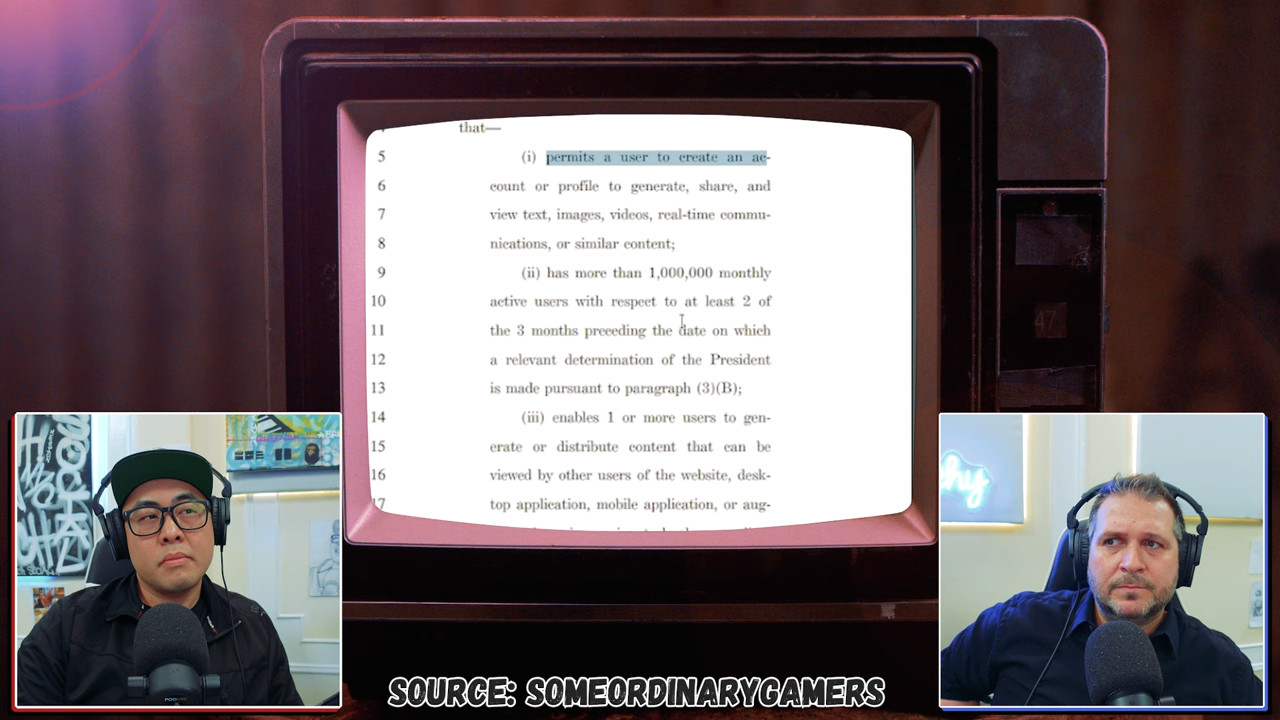 that—
5 (i) permits a user to create an ac-
6 count or profile to generate, share, and
7 view text, images, videos, real-time commu-
8 nications, or similar content;
9 (ii) has more than 1,000,000 monthly
10 active users with respect to at least 2 of
11 the 3 months preceding the date on which
12 a relevant determination of the President
13 is made pursuant to paragraph (3)(B);
14 (iii) enables 1 or more users to gen-
15 erate or distribute content that can be
16 viewed by other users of the website, desk-
17 top application, mobile application, or aug-
47
hy
SOURCE: SOMEORDINARYGAMERS